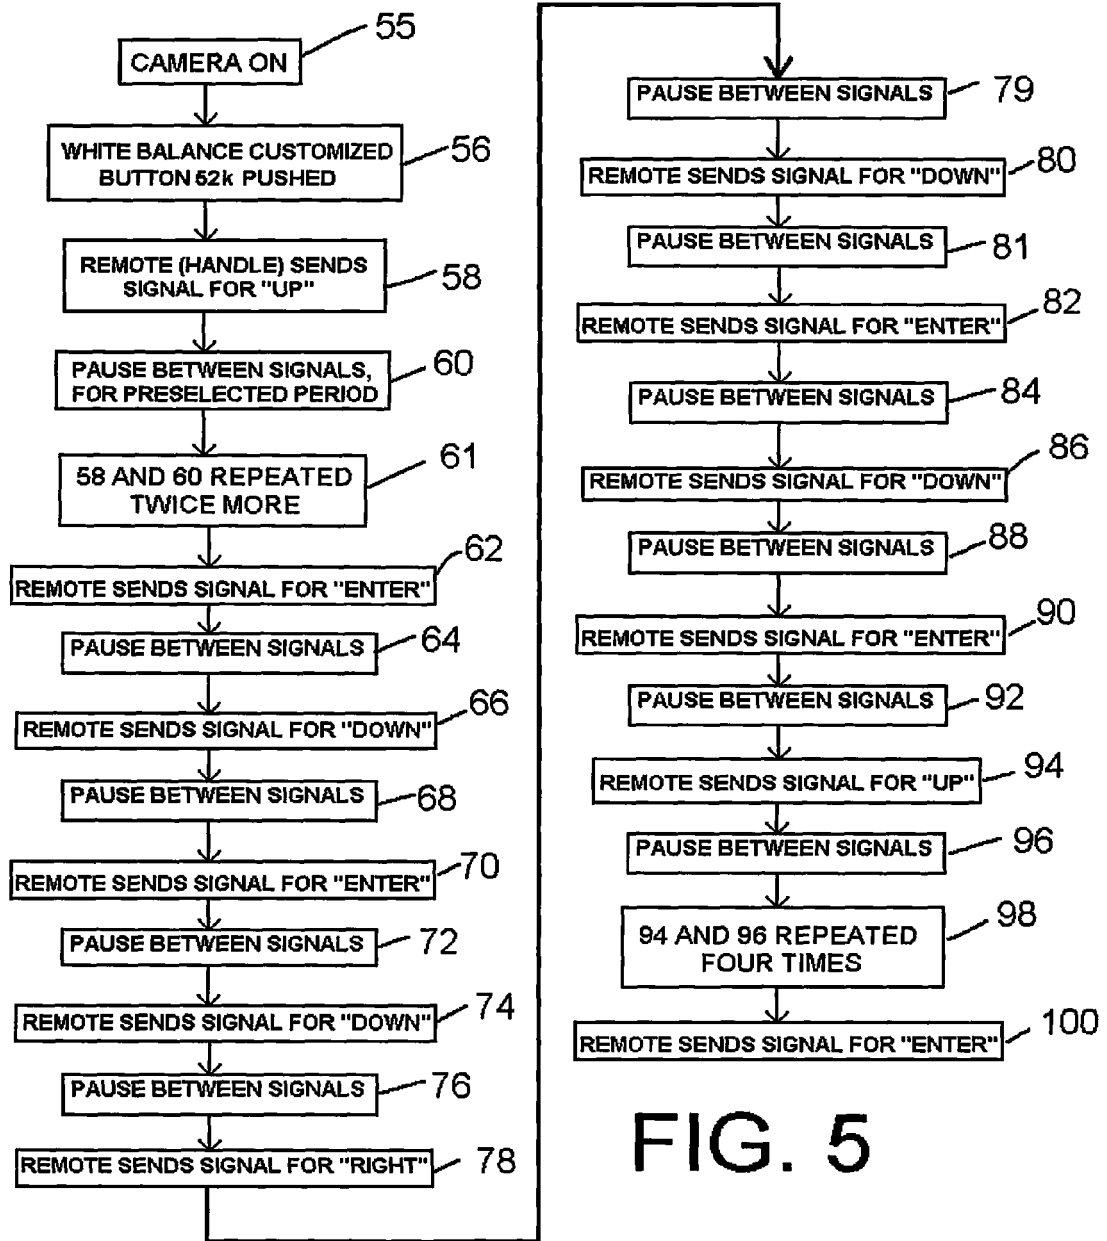 55
CAMERA ON
WHITE BALANCE CUSTOMIZED
BUTTON 52k PUSHED
56
REMOTE (HANDLE) SENDS
SIGNAL FOR "UP"
58
PAUSE BETWEEN SIGNALS,
FOR PRESELECTED PERIOD
60
58 AND 60 REPEATED
TWICE MORE
61
REMOTE SENDS SIGNAL FOR "ENTER"
62
PAUSE BETWEEN SIGNALS
64
REMOTE SENDS SIGNAL FOR "DOWN"
66
PAUSE BETWEEN SIGNALS
68
REMOTE SENDS SIGNAL FOR "ENTER"
70
PAUSE BETWEEN SIGNALS
72
REMOTE SENDS SIGNAL FOR "DOWN"
74
PAUSE BETWEEN SIGNALS
76
REMOTE SENDS SIGNAL FOR "RIGHT"
78
PAUSE BETWEEN SIGNALS
79
REMOTE SENDS SIGNAL FOR "DOWN"
80
PAUSE BETWEEN SIGNALS
81
REMOTE SENDS SIGNAL FOR "ENTER"
82
PAUSE BETWEEN SIGNALS
84
REMOTE SENDS SIGNAL FOR "DOWN"
86
PAUSE BETWEEN SIGNALS
88
REMOTE SENDS SIGNAL FOR "ENTER"
90
PAUSE BETWEEN SIGNALS
92
REMOTE SENDS SIGNAL FOR "UP"
94
PAUSE BETWEEN SIGNALS
96
94 AND 96 REPEATED
FOUR TIMES
98
REMOTE SENDS SIGNAL FOR "ENTER"
100
FIG. 5